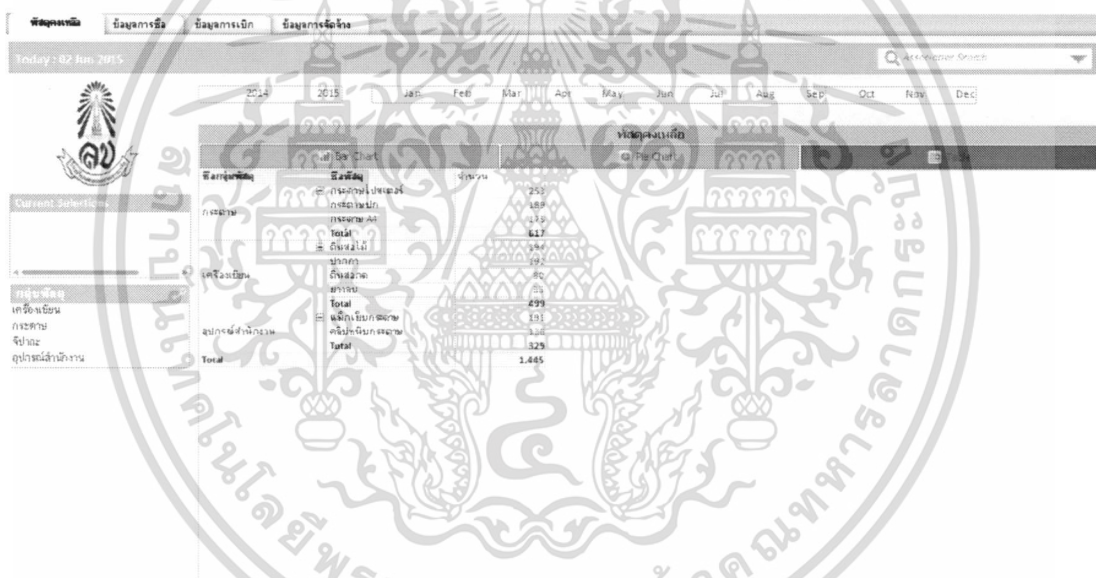 พัสดุคงเหลือ ข้อมูลการซื้อ ข้อมูลการเบิก ข้อมูลการจัดจ้าง
Today : 02 Jun 2015
Associative Search
2014 2015 Jan Feb Mar Apr May Jun Jul Aug Sep Oct Nov Dec
ลข
พัสดุคงเหลือ
Bar Chart Pie Chart
ชื่อกลุ่มพัสดุ ชื่อพัสดุ จำนวน
กระดาษโปสเตอร์ 253
กระดาษ
กระดาษปก 189
กระดาษ A4 175
Total 617
ดินสอไม้ 194
ปากกา
เครื่องเขียน
ดินสอกด 80
ยางลบ
Total 499
แม็กเย็บกระดาษ 191
อุปกรณ์สำนักงาน
คลิปหนีบกระดาษ 138
Total 329
Total 1,445
Current Selections
กลุ่มพัสดุ
เครื่องเขียน
กระดาษ
จิปาถะ
อุปกรณ์สำนักงาน